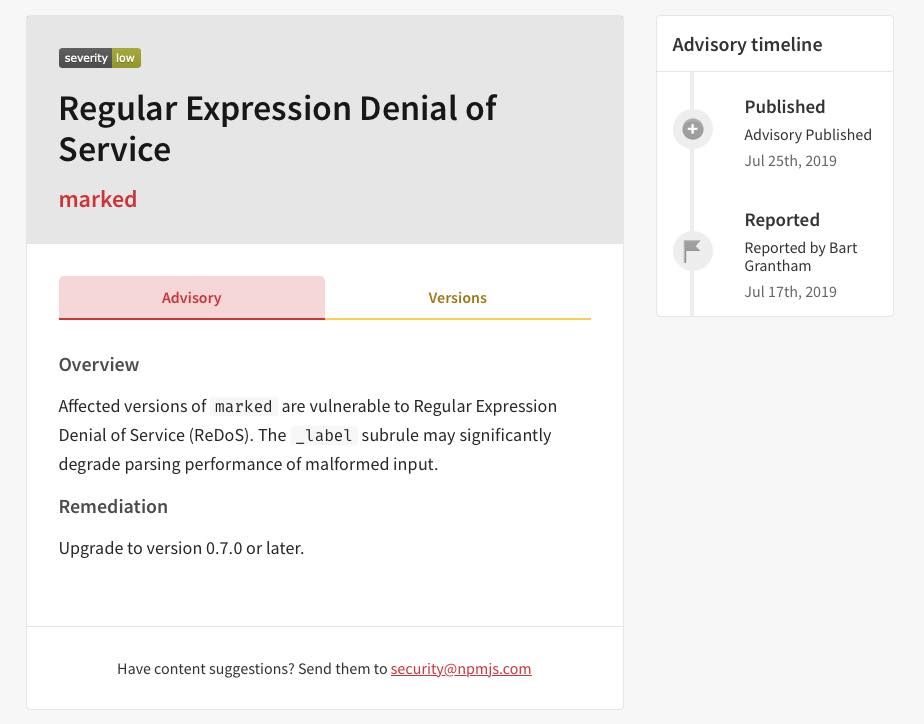 severity low
Regular Expression Denial of
Service
marked
Advisory
Versions
Overview
Affected versions of marked are vulnerable to Regular Expression
Denial of Service (ReDoS). The _label subrule may significantly
degrade parsing performance of malformed input.
Remediation
Upgrade to version 0.7.0 or later.
Have content suggestions? Send them to security@npmjs.com
Advisory timeline
Published
Advisory Published
Jul 25th, 2019
Reported
Reported by Bart
Grantham
Jul 17th, 2019